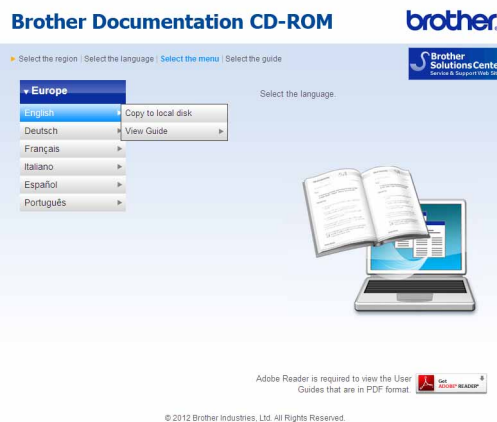 Brother Documentation CD-ROM
brother
Select the region | Select the language | Select the menu | Select the guide
Brother
Solutions Cente
Service & Support Web Sit
Europe
Select the language.
English
Copy to local disk
Deutsch
View Guide
Français
Italiano
Español
Português
Adobe Reader is required to view the User
Guides that are in PDF format.
Get
ADOBE® READER®
© 2012 Brother Industries, Ltd. All Rights Reserved.